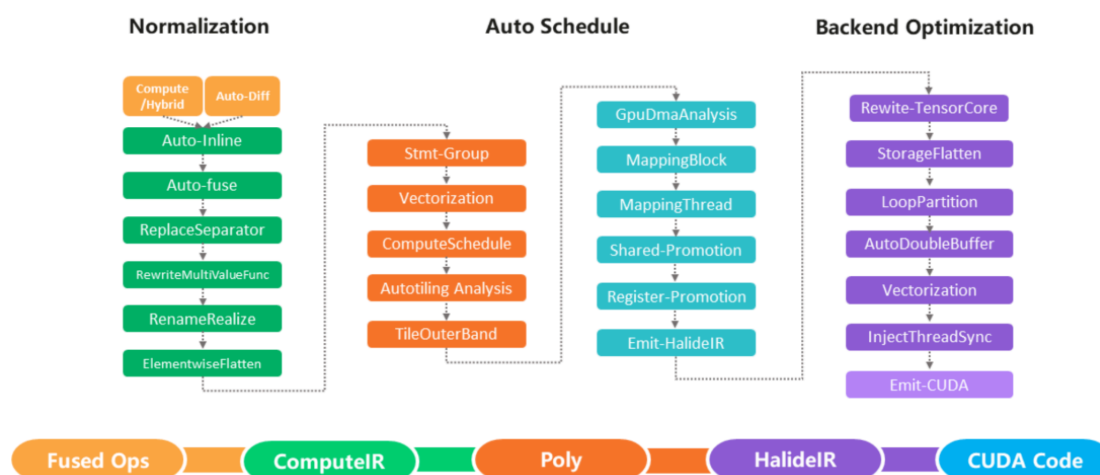 Normalization
Auto Schedule
Backend Optimization
Compute
/Hybrid
Auto-Diff
Auto-Inline
Auto-fuse
ReplaceSeparator
RewriteMultiValueFunc
RenameRealize
ElementwiseFlatten
Stmt-Group
Vectorization
ComputeSchedule
Autotiling Analysis
TileOuterBand
GpuDmaAnalysis
MappingBlock
MappingThread
Shared-Promotion
Register-Promotion
Emit-HalideIR
Rewite-TensorCore
StorageFlatten
LoopPartition
AutoDoubleBuffer
Vectorization
InjectThreadSync
Emit-CUDA
Fused Ops
ComputeIR
Poly
HalideIR
CUDA Code